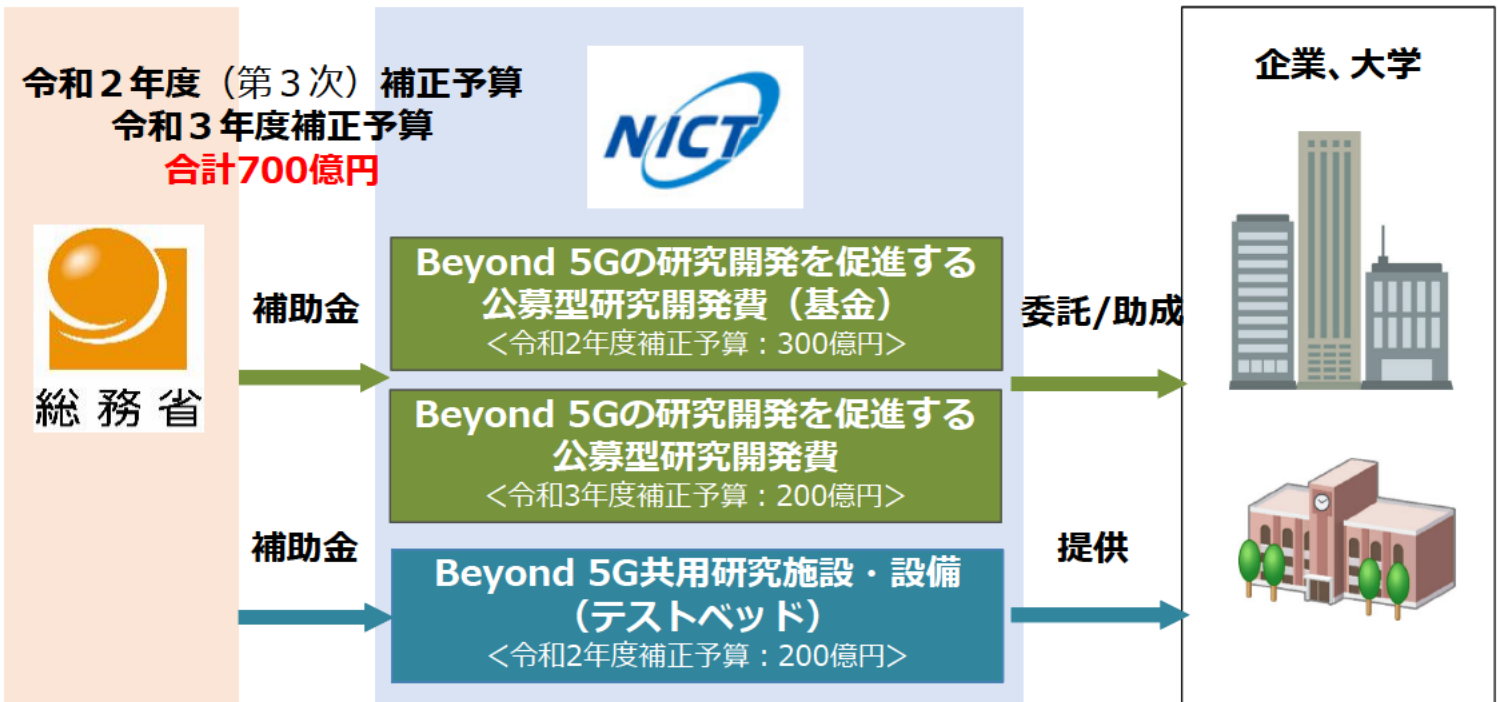 令和２年度（第３次）補正予算
令和３年度補正予算
合計700億円
総務省
補助金
補助金
NICT
Beyond 5Gの研究開発を促進する
公募型研究開発費（基金）
＜令和2年度補正予算：300億円＞
Beyond 5Gの研究開発を促進する
公募型研究開発費
＜令和3年度補正予算：200億円＞
Beyond 5G共用研究施設・設備
（テストベッド）
＜令和2年度補正予算：200億円＞
委託/助成
提供
企業、大学